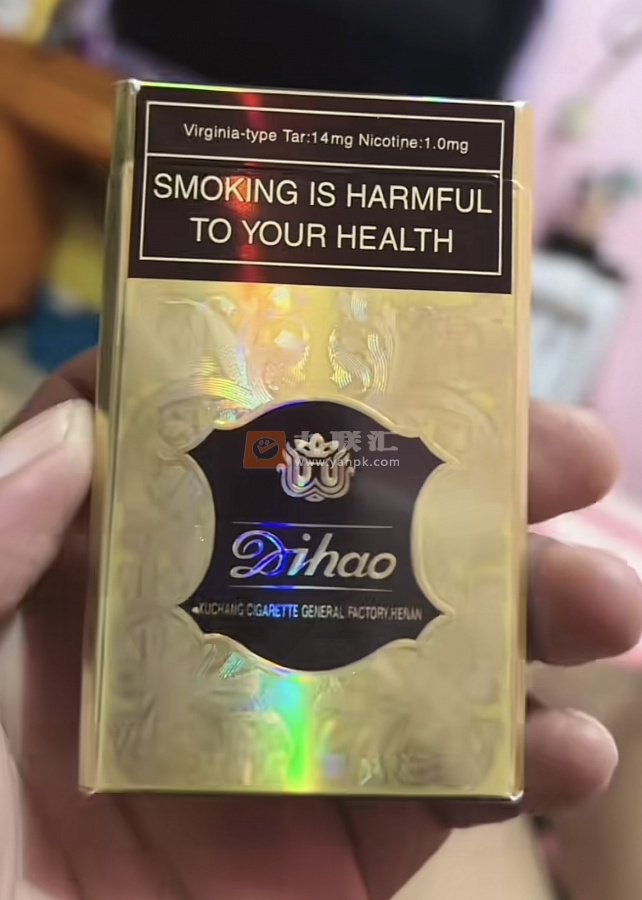 Virginia-type Tar:14mg Nicotine:1.0mg
SMOKING IS HARMFUL
TO YOUR HEALTH
联汇
www.yanpk.com
Dihao
XUCHANG CIGARETTE GENERAL FACTORY,HENAN